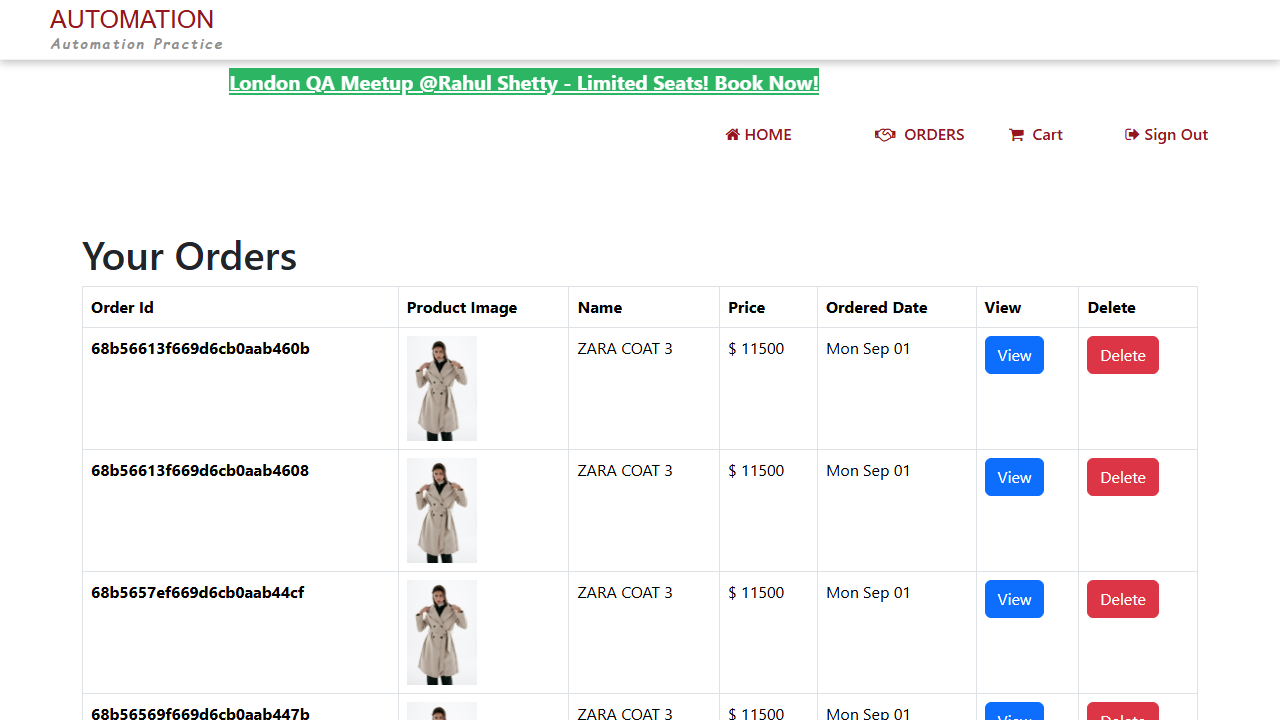 AUTOMATION
Automation Practice
London QA Meetup @Rahul Shetty - Limited Seats! Book Now!
HOME ORDERS Cart Sign Out
Your Orders
Order Id Product Image Name Price Ordered Date View Delete
68b56613f669d6cb0aab460b ZARA COAT 3 $ 11500 Mon Sep 01 View Delete
68b56613f669d6cb0aab4608 ZARA COAT 3 $ 11500 Mon Sep 01 View Delete
68b5657ef669d6cb0aab44cf ZARA COAT 3 $ 11500 Mon Sep 01 View Delete
68b56569f669d6cb0aab447b ZARA COAT 3 $ 11500 Mon Sep 01 View Delete